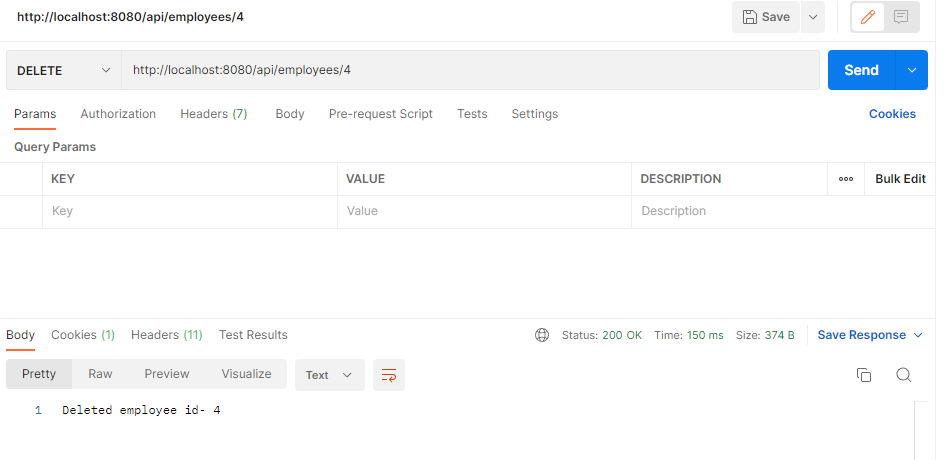 http://localhost:8080/api/employees/4 Save
DELETE http://localhost:8080/api/employees/4 Send
Params Authorization Headers (7) Body Pre-request Script Tests Settings Cookies
Query Params
KEY VALUE DESCRIPTION ooo Bulk Edit
Key Value Description
Body Cookies (1) Headers (11) Test Results Status: 200 OK Time: 150 ms Size: 374 B Save Response
Pretty Raw Preview Visualize Text
1 Deleted employee id- 4